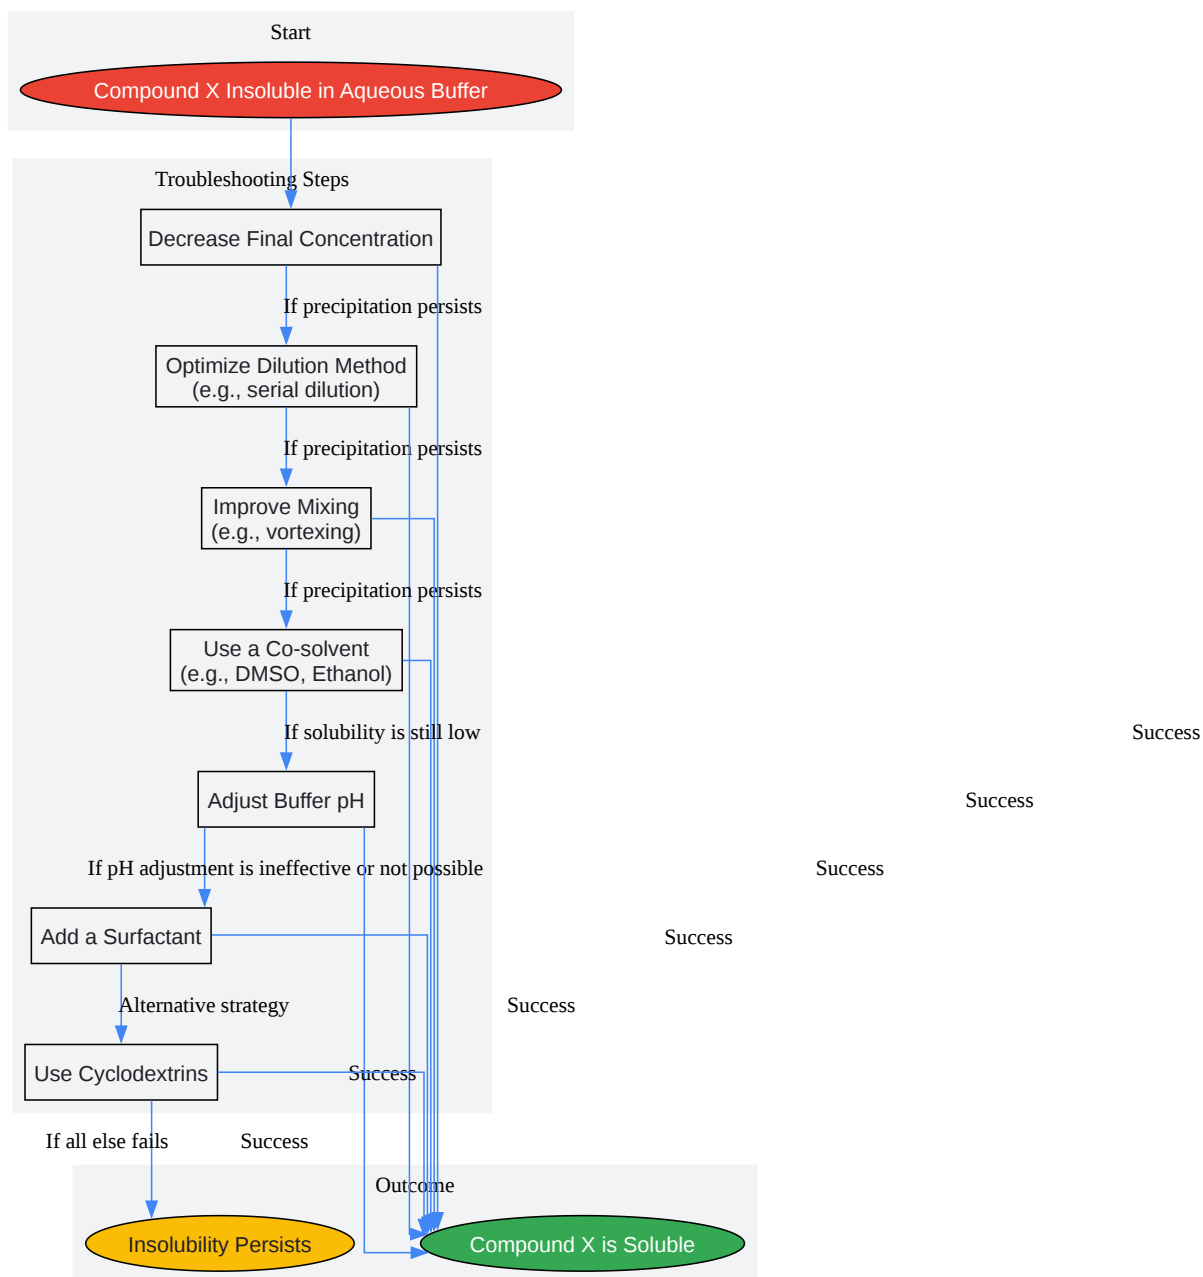 Start
Compound X Insoluble in Aqueous Buffer
Troubleshooting Steps
Decrease Final Concentration
If precipitation persists
Optimize Dilution Method
(e.g., serial dilution)
If precipitation persists
Improve Mixing
(e.g., vortexing)
If precipitation persists
Use a Co-solvent
(e.g., DMSO, Ethanol)
If solubility is still low
Success
Adjust Buffer pH
Success
If pH adjustment is ineffective or not possible
Success
Add a Surfactant
Success
Alternative strategy
Success
Use Cyclodextrins
Success
If all else fails
Success
Outcome
Insolubility Persists
Compound X is Soluble